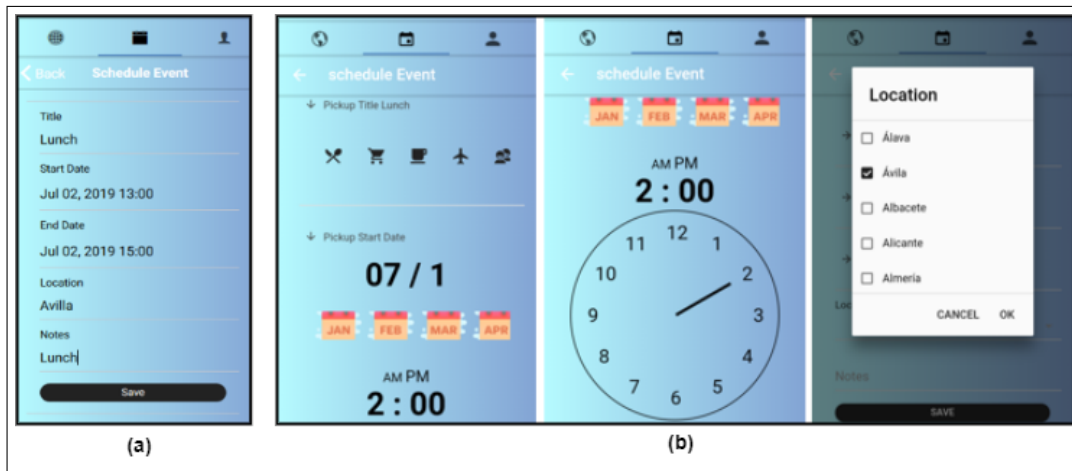 Back Schedule Event
Title
Lunch
Start Date
Jul 02, 2019 13:00
End Date
Jul 02, 2019 15:00
Location
Avilla
Notes
Lunch
Save
(a)
schedule Event
Pickup Title Lunch
Pickup Start Date
07 / 1
JAN FEB MAR APR
AM PM
2 : 00
schedule Event
JAN FEB MAR APR
AM PM
2 : 00
12
11 1
10 2
9 3
8 4
7 5
6
Location
Álava
Ávila
Albacete
Alicante
Almería
CANCEL OK
Loc
Notes
SAVE
(b)